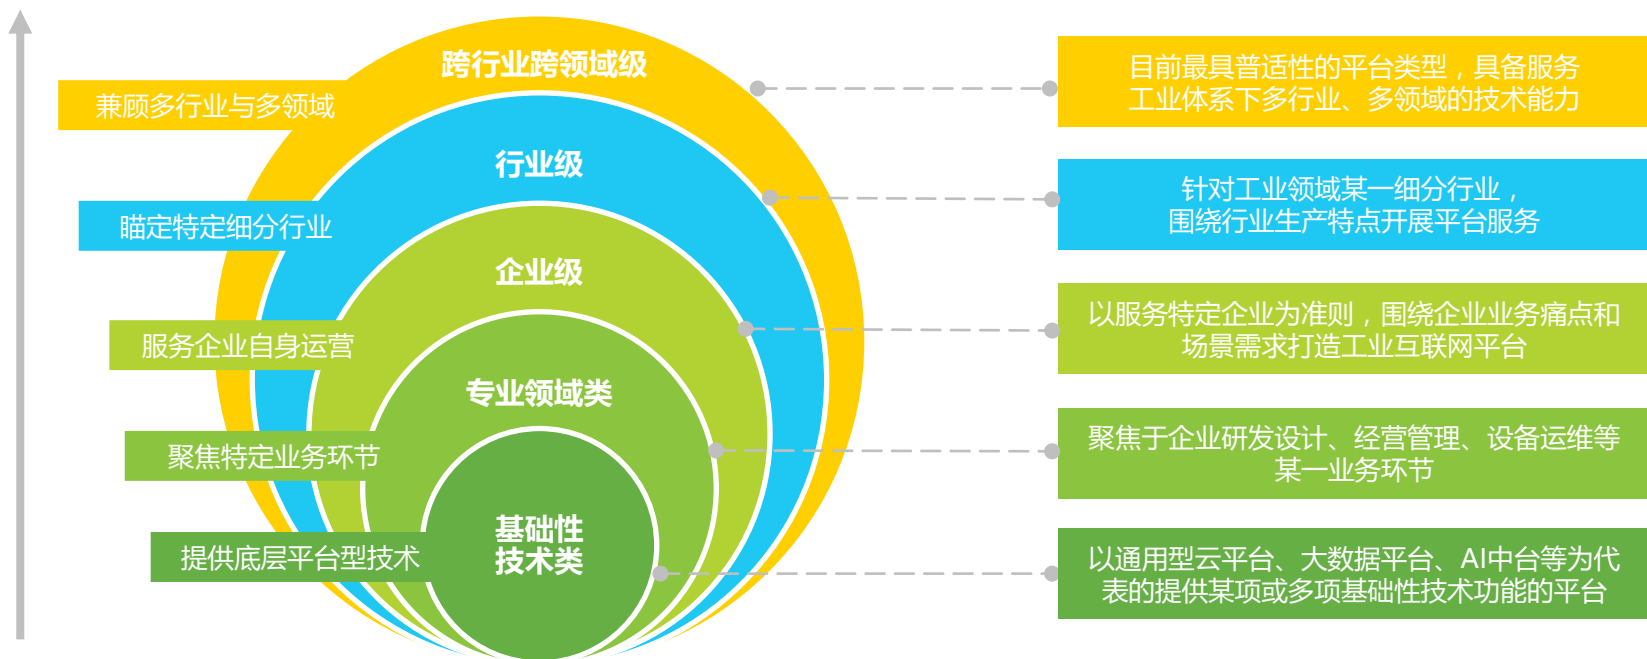 跨行业跨领域级
兼顾多行业与多领域
目前最具普适性的平台类型，具备服务
工业体系下多行业、多领域的技术能力
行业级
瞄定特定细分行业
针对工业领域某一细分行业，
围绕行业生产特点开展平台服务
企业级
服务企业自身运营
以服务特定企业为准则，围绕企业业务痛点和
场景需求打造工业互联网平台
专业领域类
聚焦特定业务环节
聚焦于企业研发设计、经营管理、设备运维等
某一业务环节
基础性
技术类
提供底层平台型技术
以通用型云平台、大数据平台、AI中台等为代
表的提供某项或多项基础性技术功能的平台